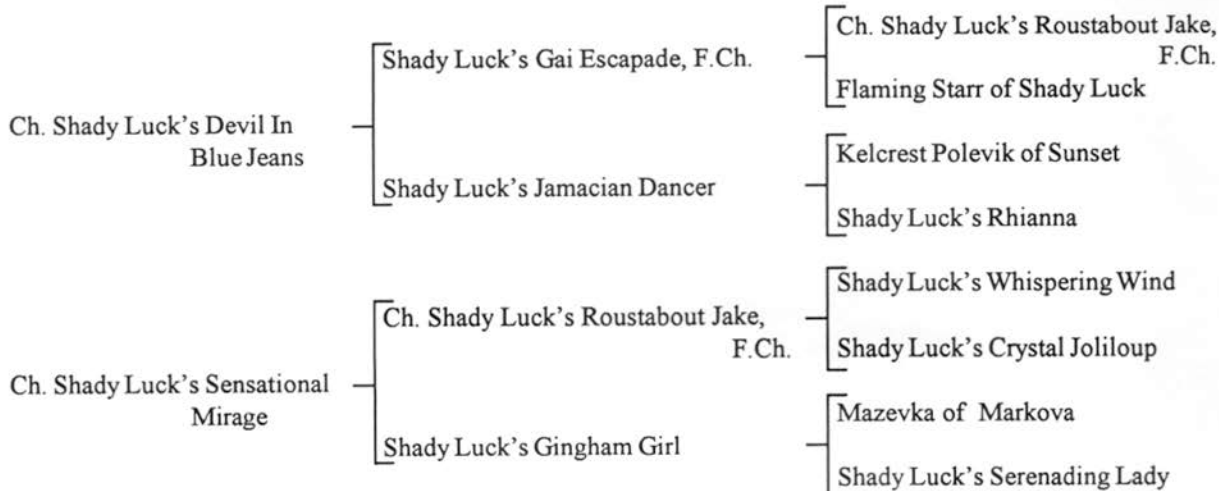 Ch. Shady Luck's Roustabout Jake,
F.Ch.
Shady Luck's Gai Escapade, F.Ch.
Flaming Starr of Shady Luck
Ch. Shady Luck's Devil In
Blue Jeans
Kelcrest Polevik of Sunset
Shady Luck's Jamacian Dancer
Shady Luck's Rhianna
Shady Luck's Whispering Wind
Ch. Shady Luck's Roustabout Jake,
F.Ch.
Shady Luck's Crystal Joliloup
Ch. Shady Luck's Sensational
Mirage
Mazevka of Markova
Shady Luck's Gingham Girl
Shady Luck's Serenading Lady